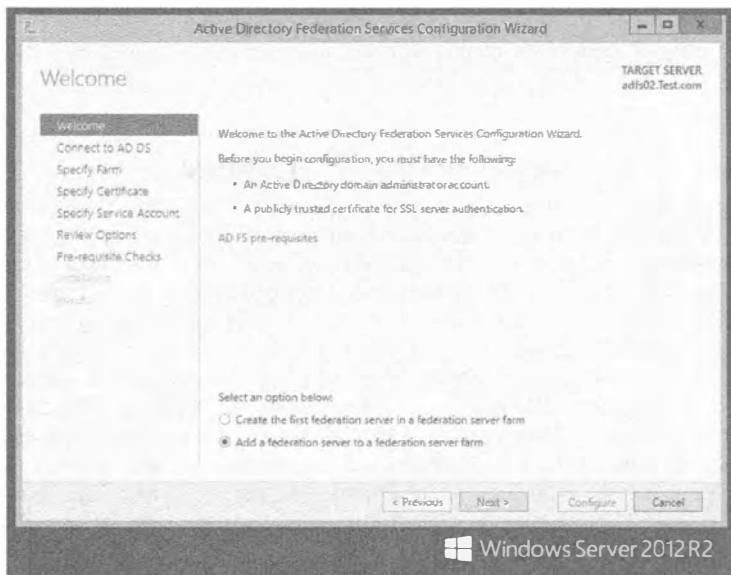 Active Directory Federation Services Configuration Wizard
Welcome
TARGET SERVER
adfs02.Test.com
Welcome
Connect to AD DS
Specify Farm
Specify Certificate
Specify Service Account
Review Options
Pre-requisite Checks
Welcome to the Active Directory Federation Services Configuration Wizard.
Before you begin configuration, you must have the following:
• An Active Directory domain administrator account.
• A publicly trusted certificate for SSL server authentication.
AD FS pre-requisites
Select an option below:
Create the first federation server in a federation server farm
Add a federation server to a federation server farm
< Previous
Next >
Configure
Cancel
Windows Server 2012 R2